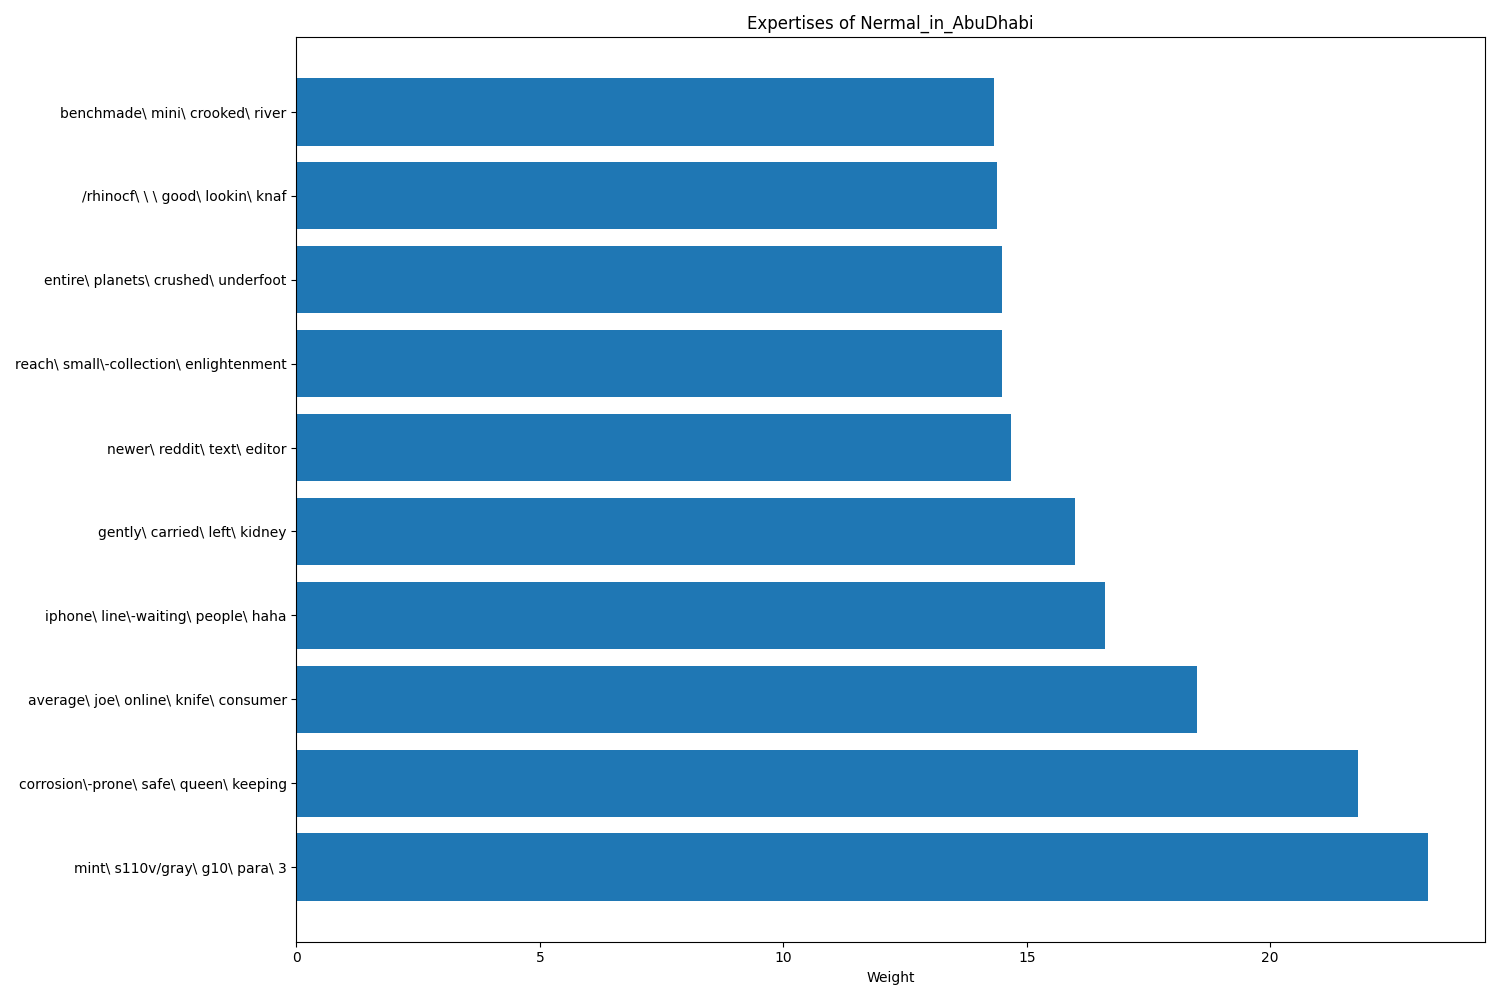 Expertises of Nermal_in_AbuDhabi
benchmade\ mini\ crooked\ river
/rhinocf\ \ \ good\ lookin\ knaf
entire\ planets\ crushed\ underfoot
reach\ small\-collection\ enlightenment
newer\ reddit\ text\ editor
gently\ carried\ left\ kidney
iphone\ line\-waiting\ people\ haha
average\ joe\ online\ knife\ consumer
corrosion\-prone\ safe\ queen\ keeping
mint\ s110v/gray\ g10\ para\ 3
0 5 10 15 20
Weight